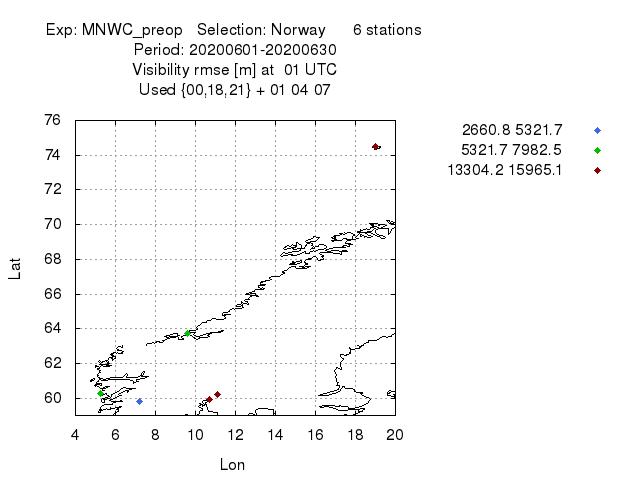 Exp: MNWC_preop Selection: Norway 6 stations
Period: 20200601-20200630
Visibility rmse [m] at 01 UTC
Used {00,18,21} + 01 04 07
2660.8 5321.7
5321.7 7982.5
13304.2 15965.1
76
74
72
70
68
66
64
62
60
Lat
4 6 8 10 12 14 16 18 20
Lon